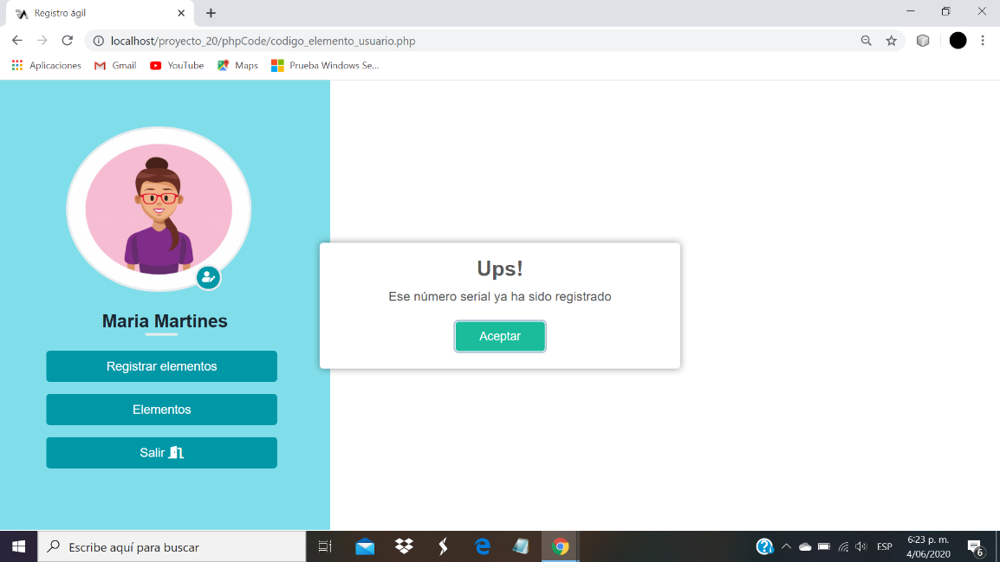 Registro ágil
localhost/proyecto_20/phpCode/codigo_elemento_usuario.php
Aplicaciones Gmail YouTube Maps Prueba Windows Se...
Maria Martines
Registrar elementos
Elementos
Salir
Ups!
Ese número serial ya ha sido registrado
Aceptar
Escribe aquí para buscar
ESP
6:23 p. m.
4/06/2020
6